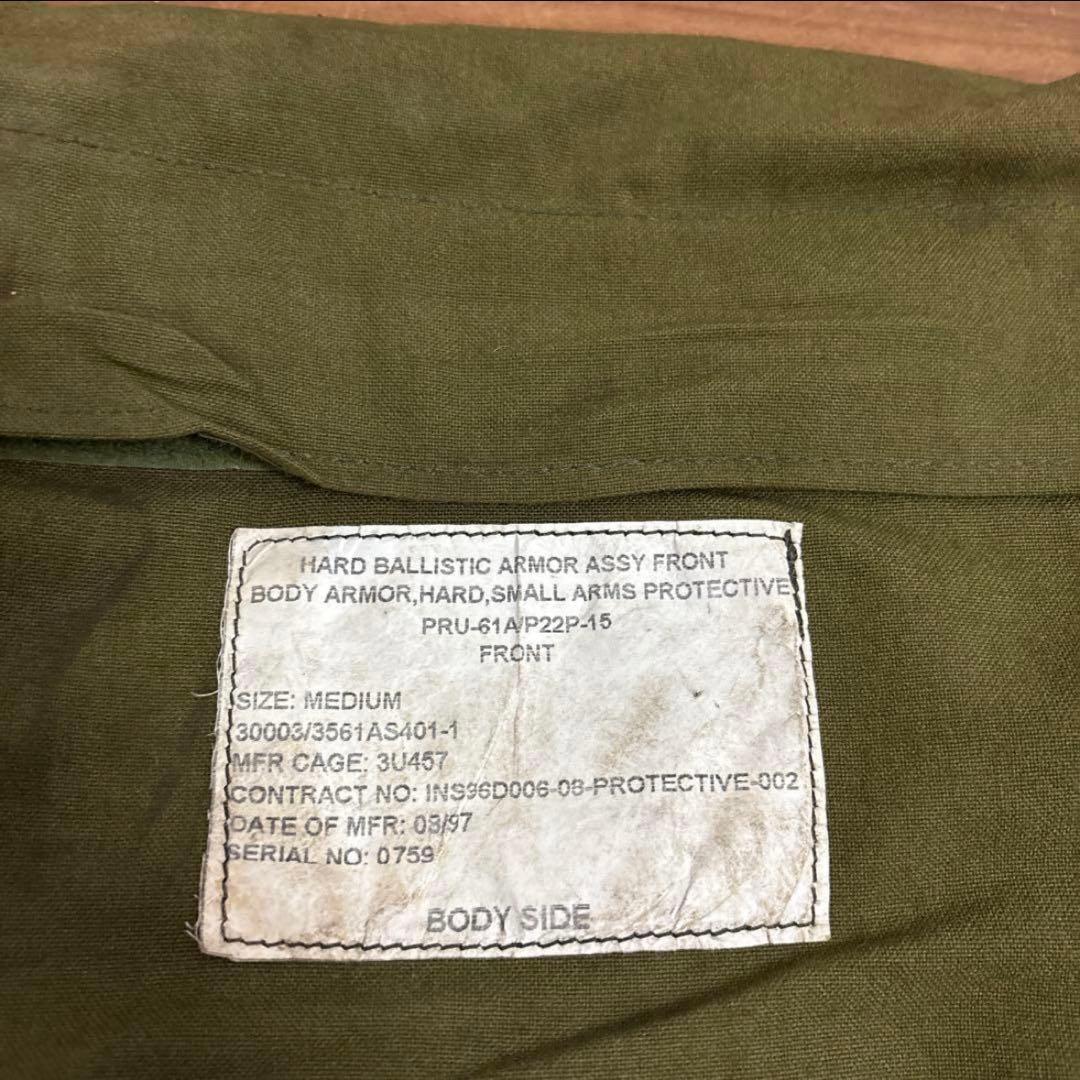 HARD BALLISTIC ARMOR ASSY FRONT
BODY ARMOR,HARD,SMALL ARMS PROTECTIVE
PRU-61A/P22P-15
FRONT
SIZE: MEDIUM
30003/3561AS401-1
MFR CAGE: 3U457
CONTRACT NO: INS96D006-08-PROTECTIVE-002
DATE OF MFR: 03/97
SERIAL NO: 0759
BODY SIDE